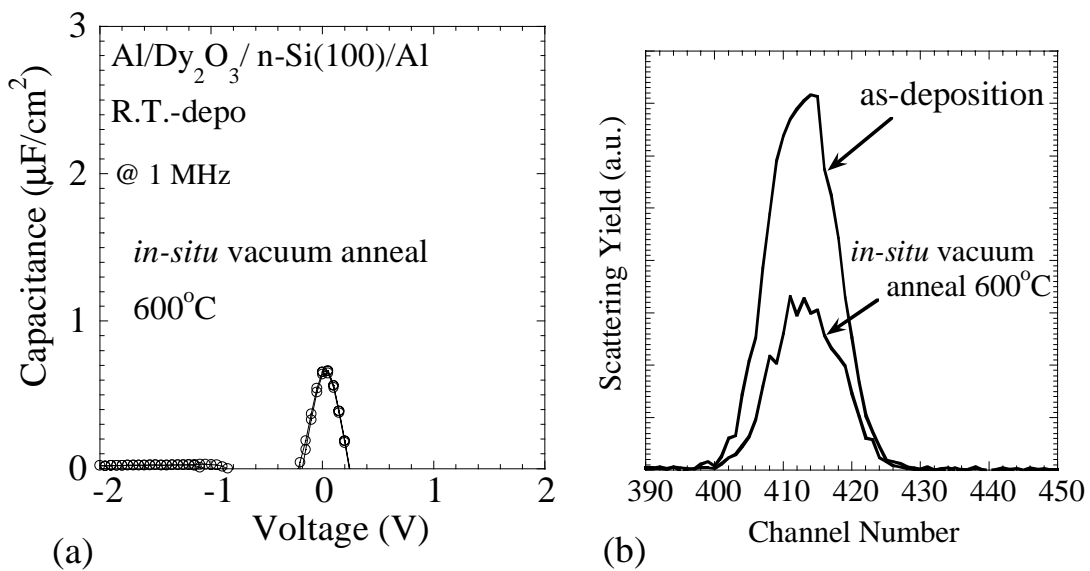 3
2
1
0
-2
-1
0
1
2
Capacitance (μF/cm²)
Voltage (V)
Al/Dy₂O₃/ n-Si(100)/Al
R.T.-depo
@ 1 MHz
in-situ vacuum anneal
600°C
(a)
as-deposition
in-situ vacuum
anneal 600°C
Scattering Yield (a.u.)
390 400 410 420 430 440 450
Channel Number
(b)